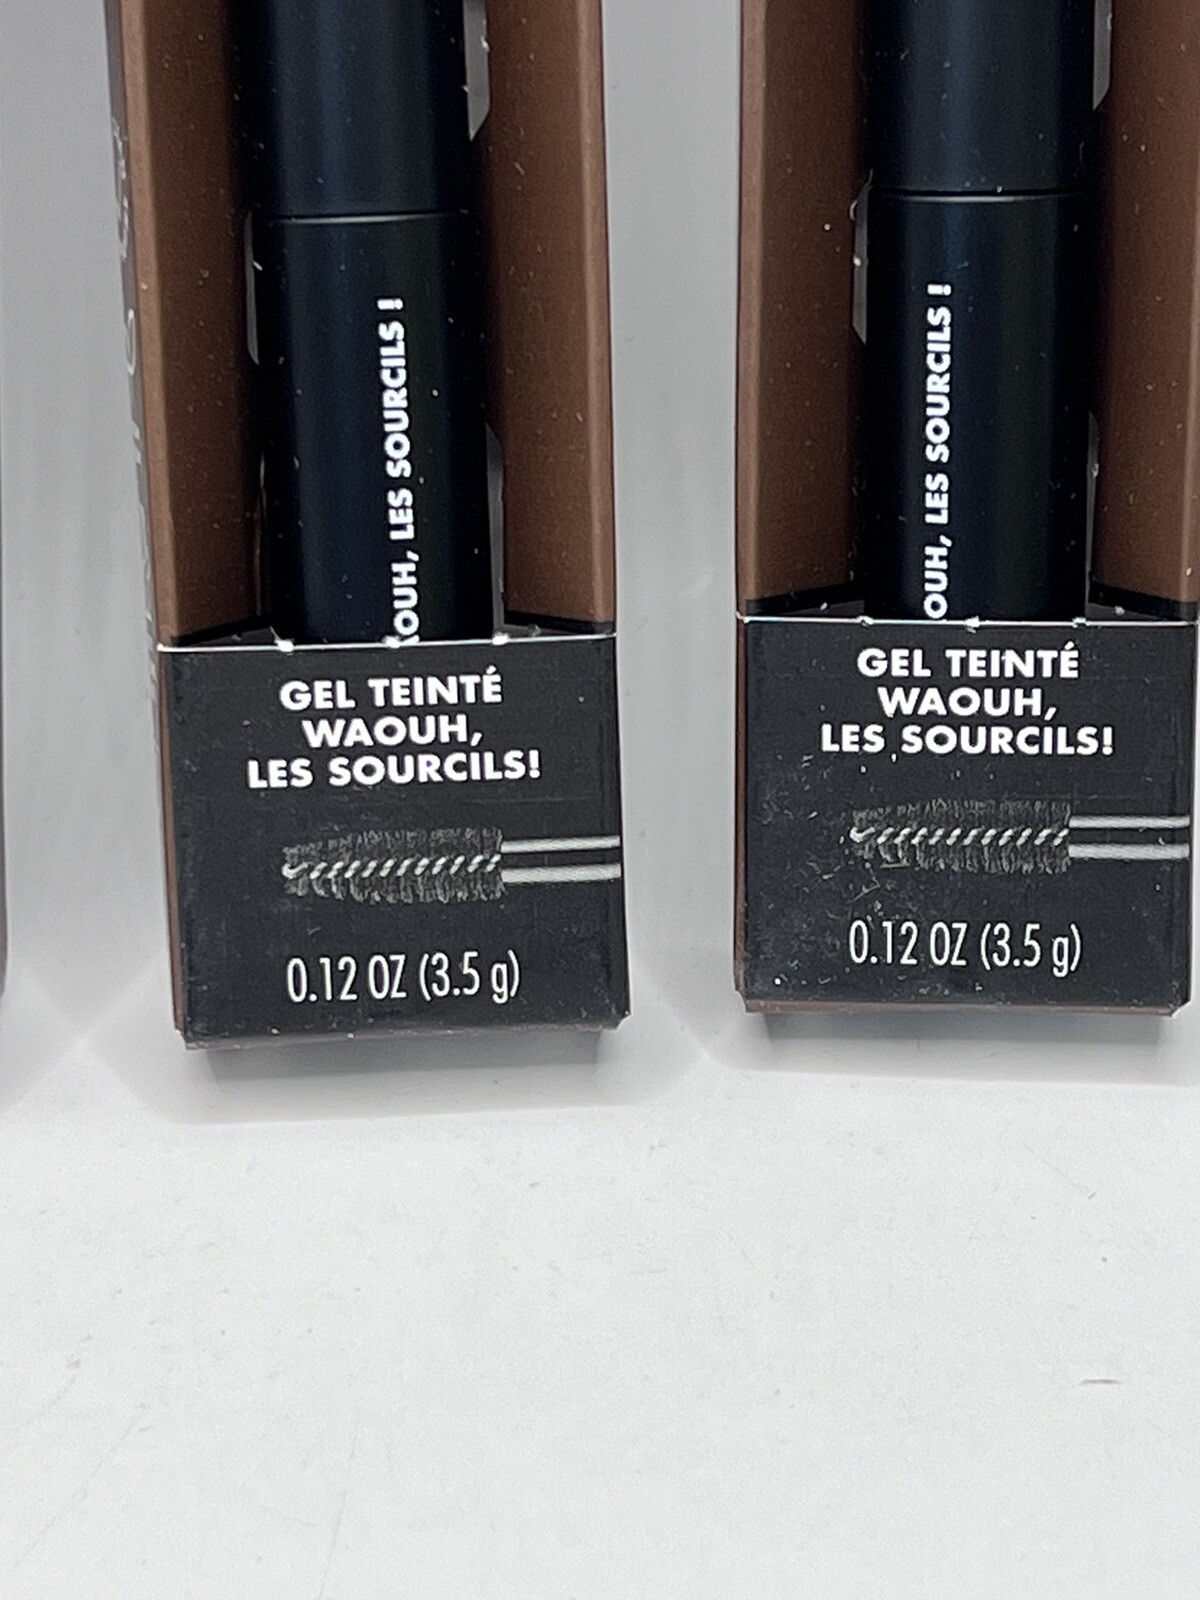 OUH, LES SOURCILS !
GEL TEINTÉ
WAOUH,
LES SOURCILS!
0.12 OZ (3.5 g)
OUH, LES SOURCILS !
GEL TEINTÉ
WAOUH,
LES SOURCILS!
0.12 OZ (3.5 g)